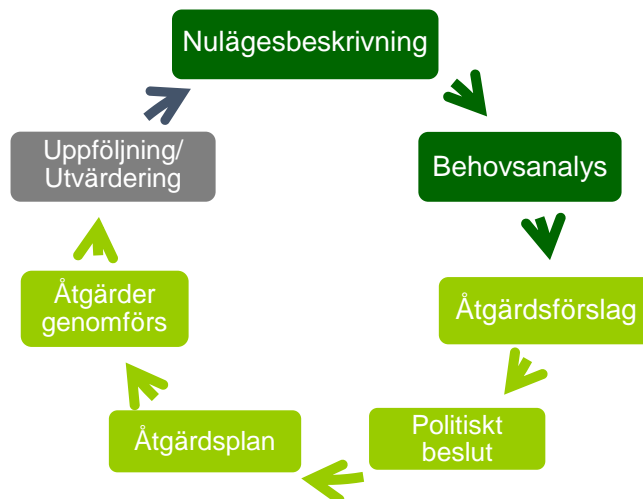 Nulägesbeskrivning
Behovsanalys
Åtgärdsförslag
Politiskt
beslut
Åtgärdsplan
Åtgärder
genomförs
Uppföljning/
Utvärdering